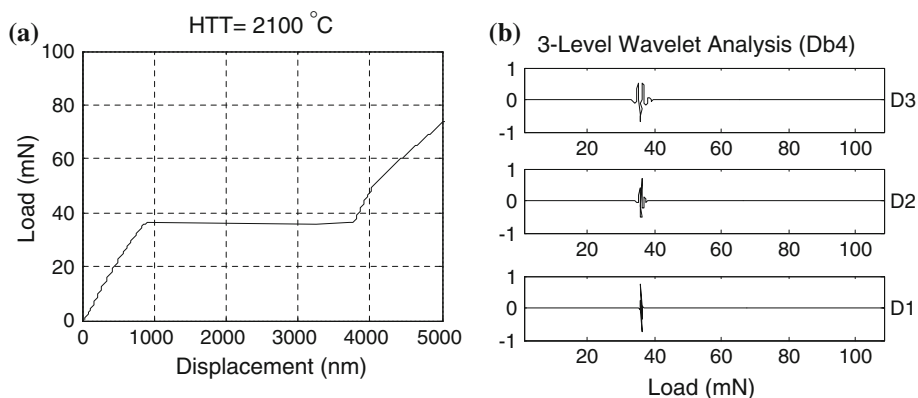 (a)
HTT= 2100 °C
100
80
60
40
20
0
Load (mN)
0 1000 2000 3000 4000 5000
Displacement (nm)
(b)
3-Level Wavelet Analysis (Db4)
1
0
-1
D3
20 40 60 80 100
1
0
-1
D2
20 40 60 80 100
1
0
-1
D1
20 40 60 80 100
Load (mN)